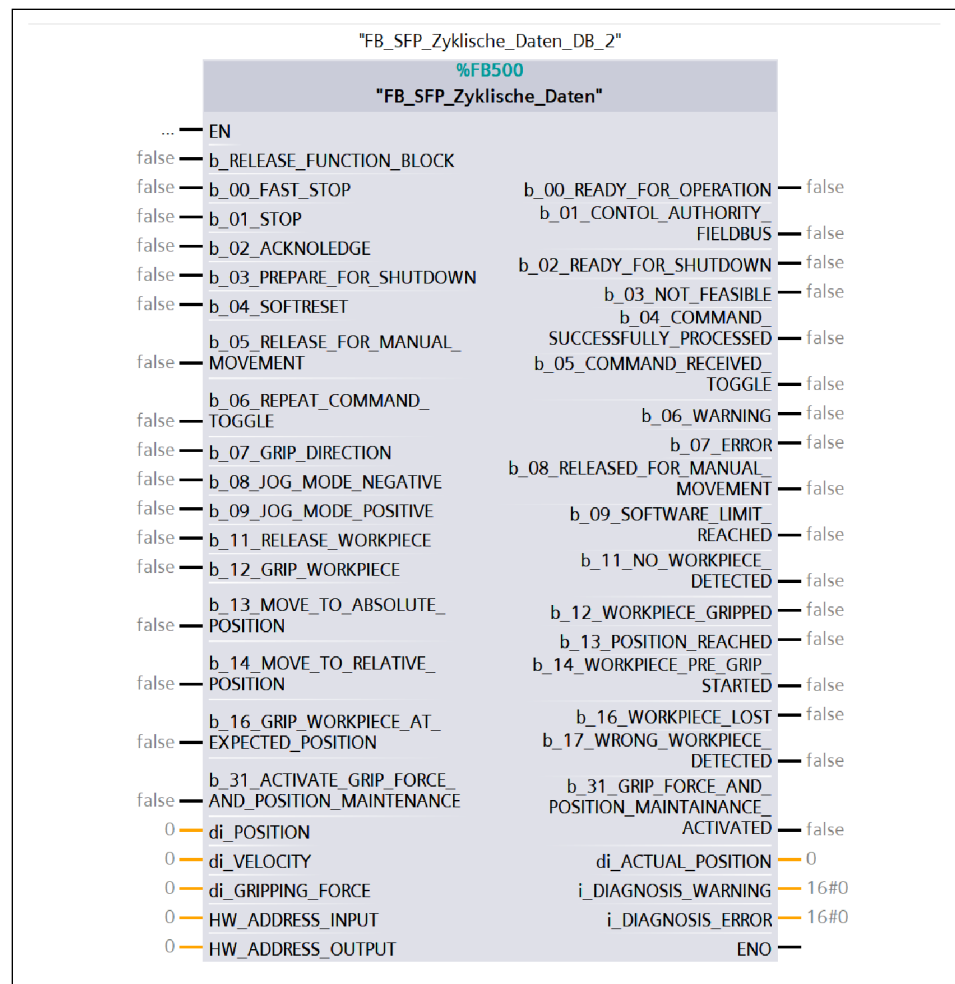 "FB_SFP_Zyklische_Daten_DB_2"
%FB500
"FB_SFP_Zyklische_Daten"
... EN
false b_RELEASE_FUNCTION_BLOCK
false b_00_FAST_STOP
false b_01_STOP
false b_02_ACKNOLEDGE
false b_03_PREPARE_FOR_SHUTDOWN
false b_04_SOFTRESET
b_05_RELEASE_FOR_MANUAL_
false MOVEMENT
b_06_REPEAT_COMMAND_
false TOGGLE
false b_07_GRIP_DIRECTION
false b_08_JOG_MODE_NEGATIVE
false b_09_JOG_MODE_POSITIVE
false b_11_RELEASE_WORKPIECE
false b_12_GRIP_WORKPIECE
b_13_MOVE_TO_ABSOLUTE_
false POSITION
b_14_MOVE_TO_RELATIVE_
false POSITION
b_16_GRIP_WORKPIECE_AT_
false EXPECTED_POSITION
b_31_ACTIVATE_GRIP_FORCE_
false AND_POSITION_MAINTENANCE
0 di_POSITION
0 di_VELOCITY
0 di_GRIPPING_FORCE
0 HW_ADDRESS_INPUT
0 HW_ADDRESS_OUTPUT
b_00_READY_FOR_OPERATION false
b_01_CONTOL_AUTHORITY_
FIELDBUS false
b_02_READY_FOR_SHUTDOWN false
b_03_NOT_FEASIBLE false
b_04_COMMAND_
SUCCESSFULLY_PROCESSED false
b_05_COMMAND_RECEIVED_
TOGGLE false
b_06_WARNING false
b_07_ERROR false
b_08_RELEASED_FOR_MANUAL_
MOVEMENT false
b_09_SOFTWARE_LIMIT_
REACHED false
b_11_NO_WORKPIECE_
DETECTED false
b_12_WORKPIECE_GRIPPED false
b_13_POSITION_REACHED false
b_14_WORKPIECE_PRE_GRIP_
STARTED false
b_16_WORKPIECE_LOST false
b_17_WRONG_WORKPIECE_
DETECTED false
b_31_GRIP_FORCE_AND_
POSITION_MAINTAINANCE_
ACTIVATED false
di_ACTUAL_POSITION 0
i_DIAGNOSIS_WARNING 16#0
i_DIAGNOSIS_ERROR 16#0
ENO